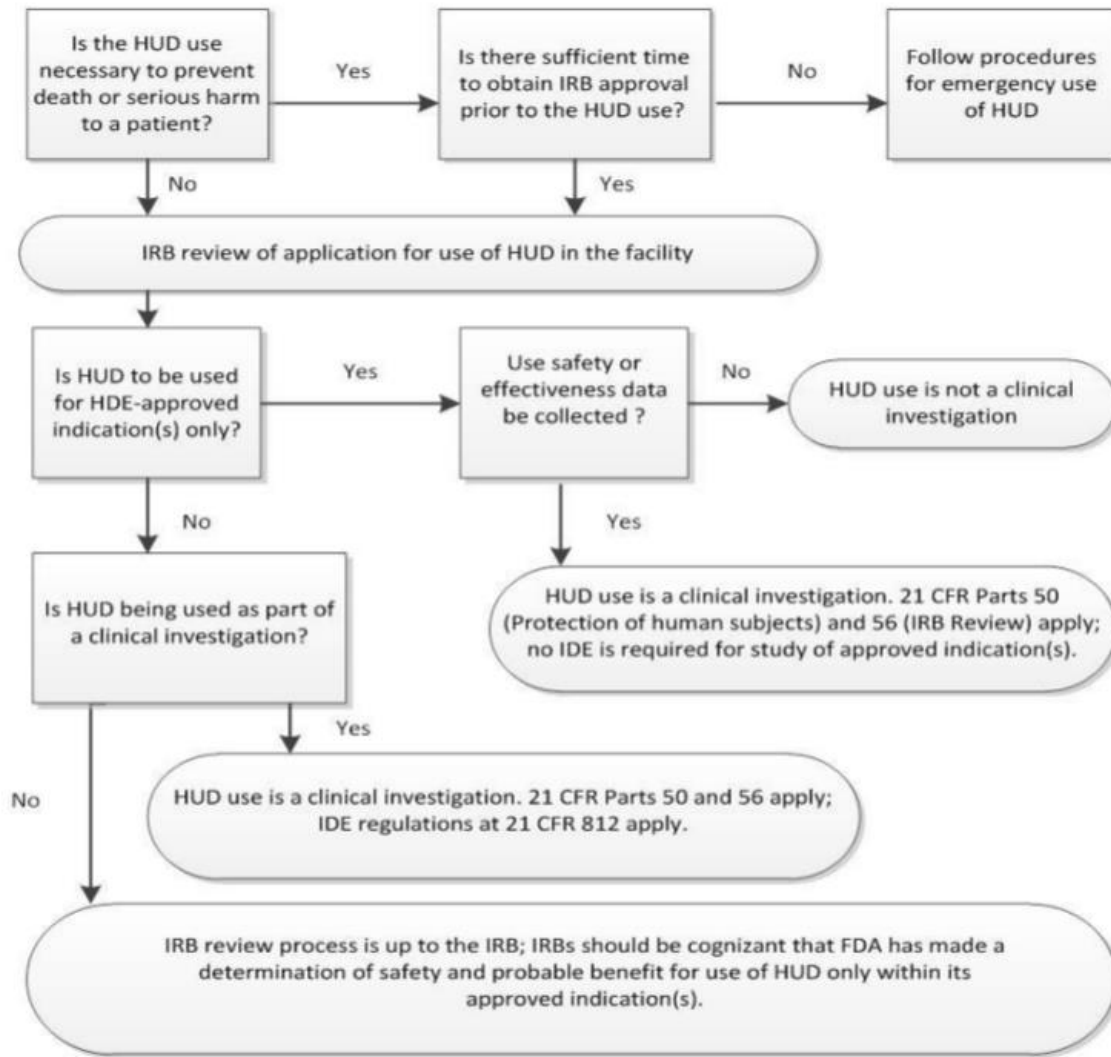 Is the HUD use
necessary to prevent
death or serious harm
to a patient?
Yes
Is there sufficient time
to obtain IRB approval
prior to the HUD use?
No
Follow procedures
for emergency use
of HUD
No
Yes
IRB review of application for use of HUD in the facility
Is HUD to be used
for HDE-approved
indication(s) only?
Yes
Use safety or
effectiveness data
be collected ?
No
HUD use is not a clinical
investigation
No
Yes
Is HUD being used as part of
a clinical investigation?
HUD use is a clinical investigation. 21 CFR Parts 50
(Protection of human subjects) and 56 (IRB Review) apply;
no IDE is required for study of approved indication(s).
Yes
No
HUD use is a clinical investigation. 21 CFR Parts 50 and 56 apply;
IDE regulations at 21 CFR 812 apply.
IRB review process is up to the IRB; IRBs should be cognizant that FDA has made a
determination of safety and probable benefit for use of HUD only within its
approved indication(s).